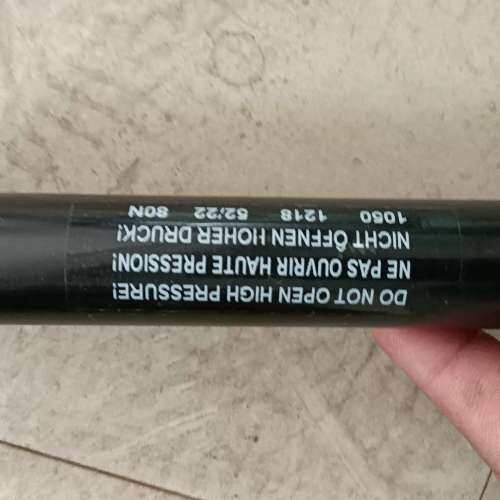 DO NOT OPEN HIGH PRESSURE!
NE PAS OUVRIR HAUTE PRESSION!
NICHT ÖFFNEN HOHER DRUCK!
1050 1218 52/22 80N